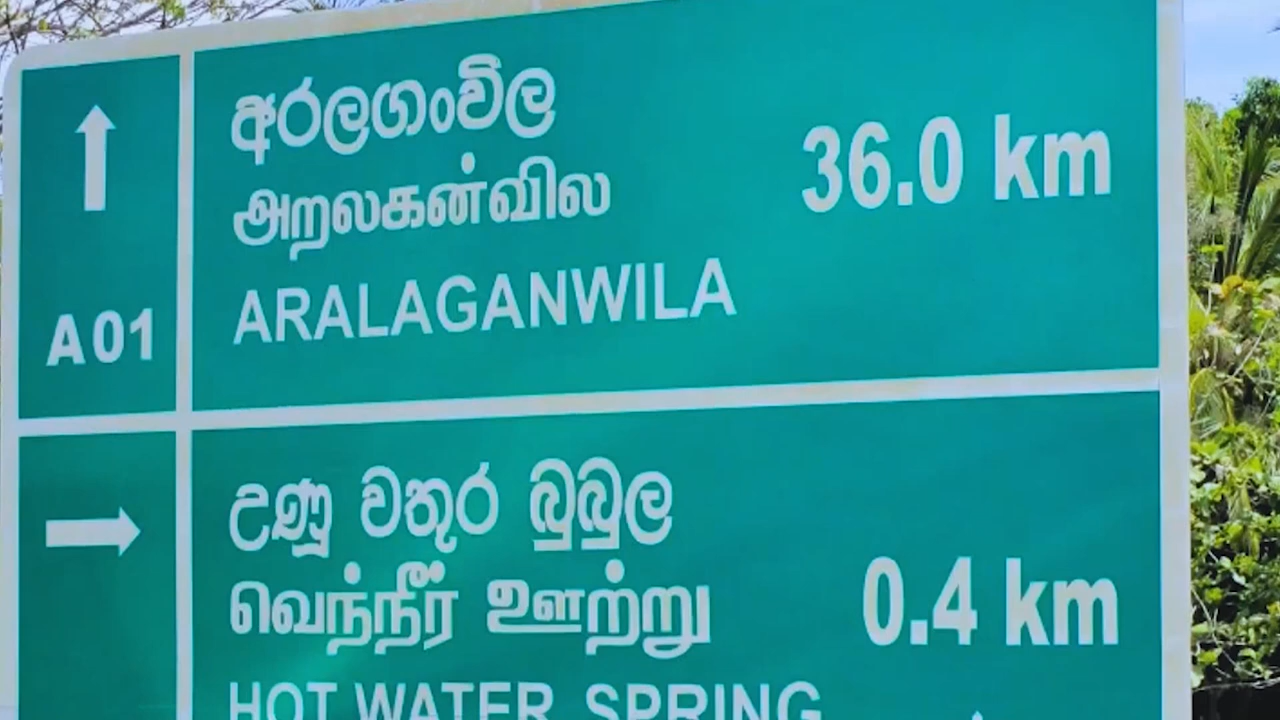 අරලගංවිල
அறலகன்வில
ARALAGANWILA
36.0 km
A01
උණු වතුර බුබුල
வெந்நீர் ஊற்று
HOT WATER SPRING
0.4 km